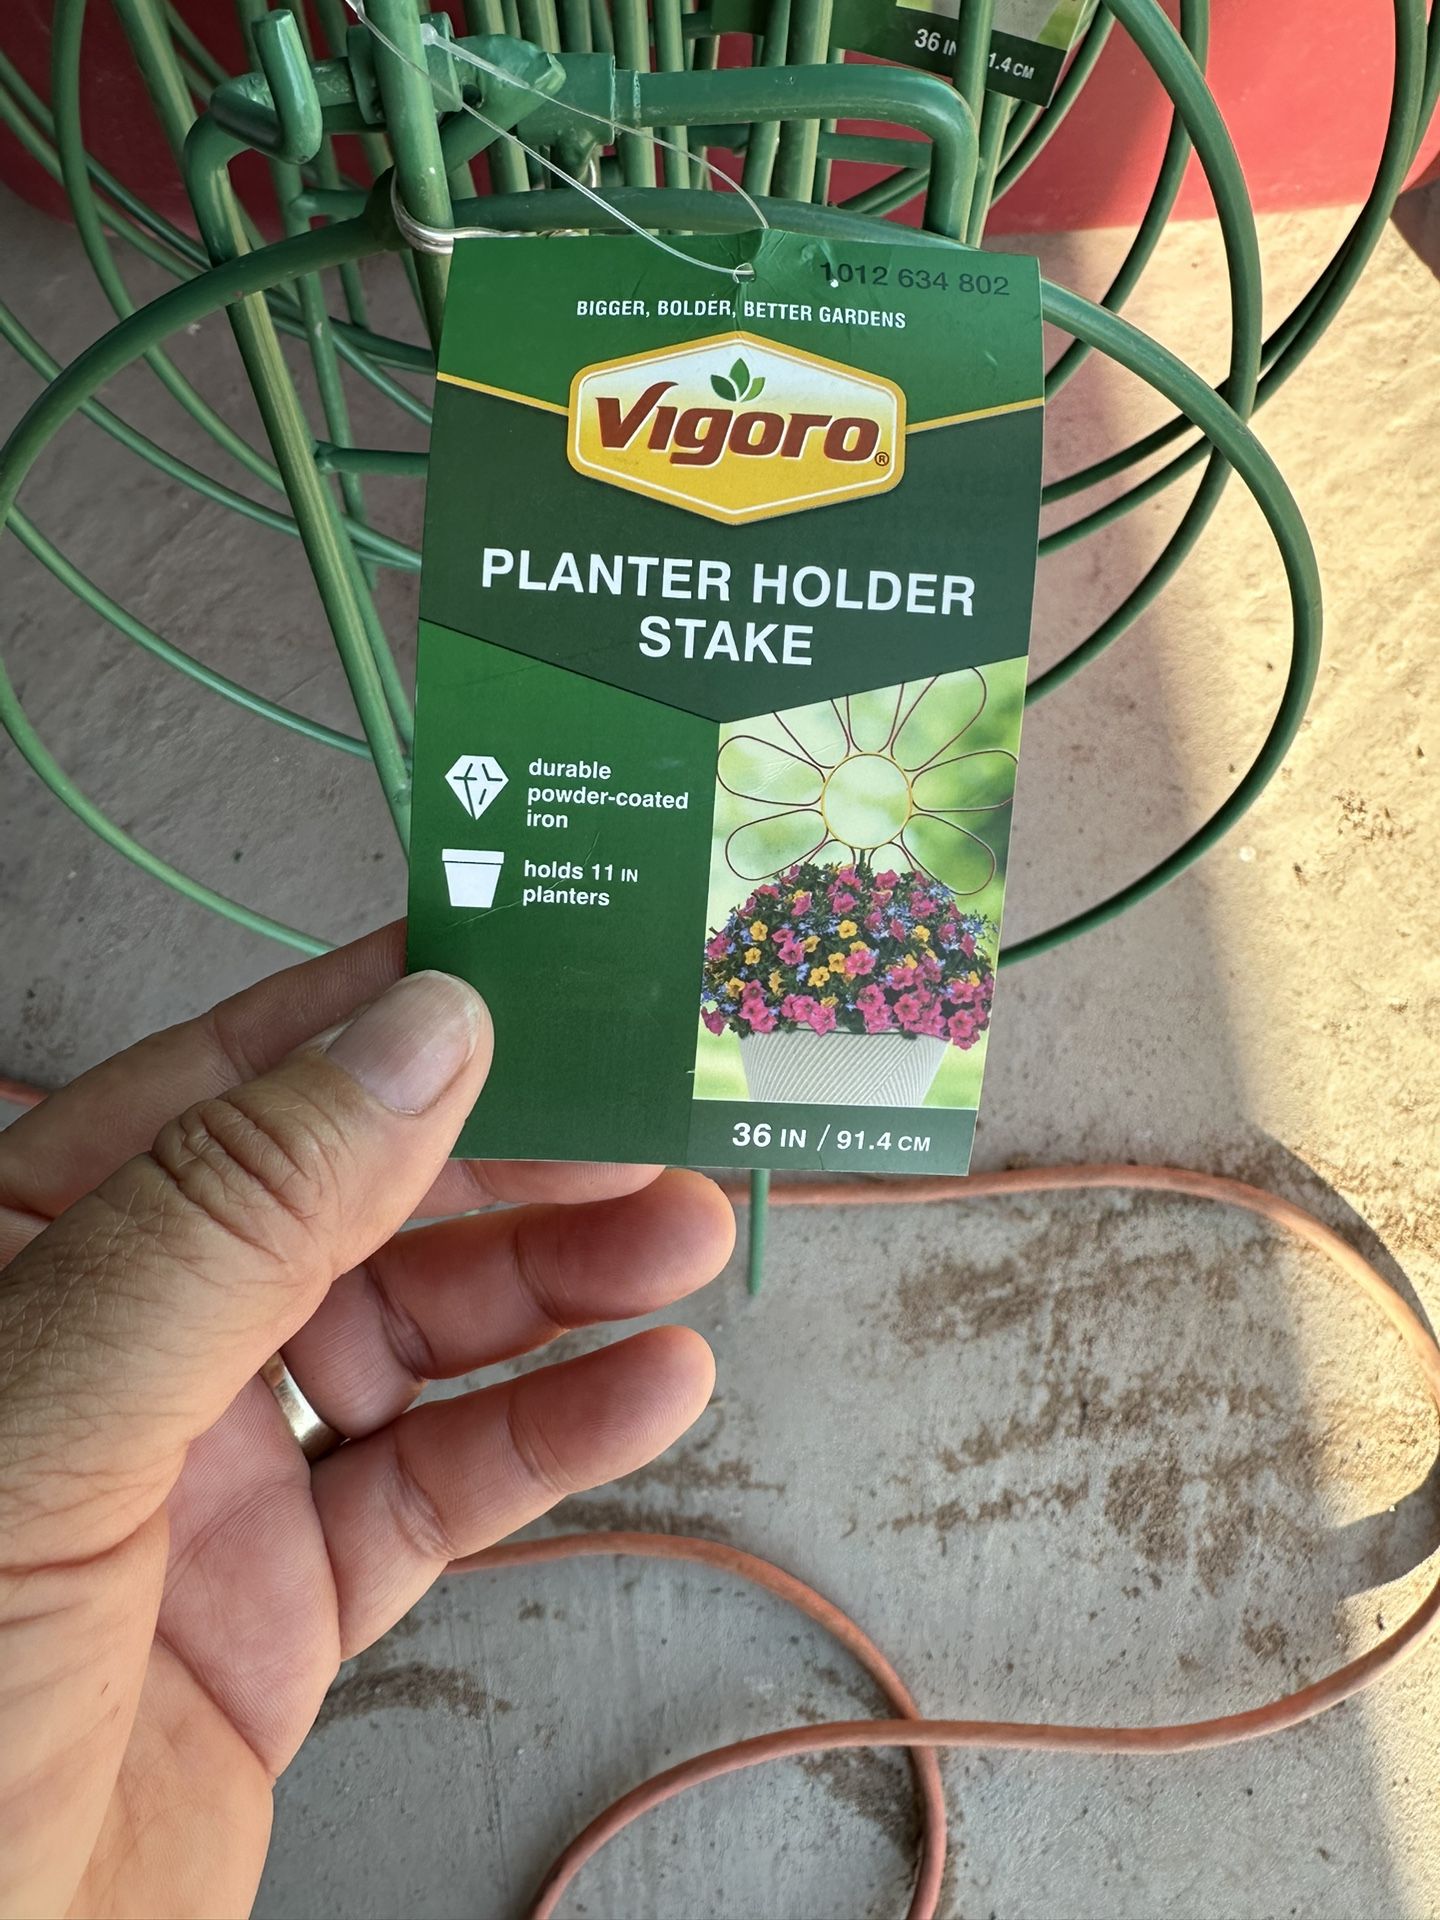 36 IN
1.4 CM
1012 634 802
BIGGER, BOLDER, BETTER GARDENS
Vigoro®
PLANTER HOLDER
STAKE
durable
powder-coated
iron
holds 11 IN
planters
36 IN / 91.4 CM